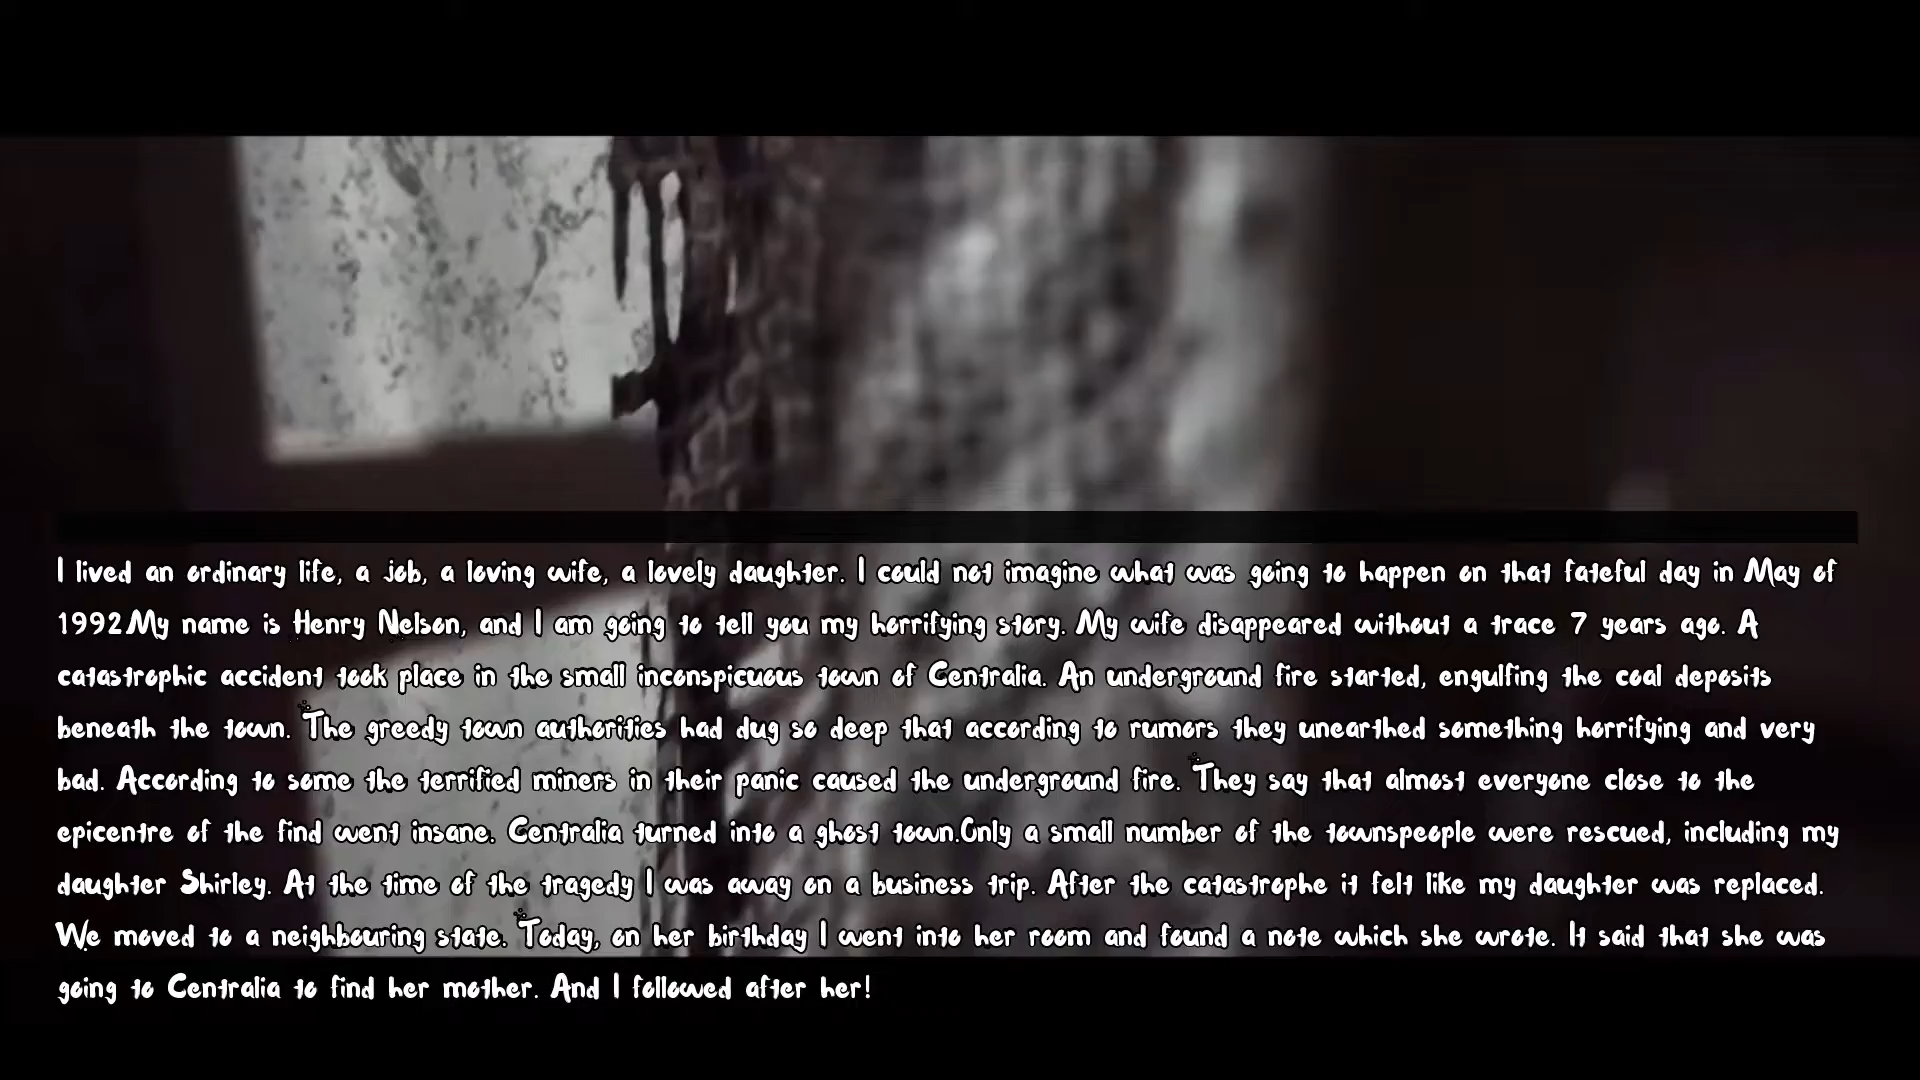 I lived an ordinary life, a job, a loving wife, a lovely daughter. I could not imagine what was going to happen on that fateful day in May of
1992.My name is Henry Nelson, and I am going to tell you my horrifying story. My wife disappeared without a trace 7 years ago. A
catastrophic accident took place in the small inconspicuous town of Centralia. An underground fire started, engulfing the coal deposits
beneath the town. The greedy town authorities had dug so deep that according to rumors they unearthed something horrifying and very
bad. According to some the terrified miners in their panic caused the underground fire. They say that almost everyone close to the
epicentre of the find went insane. Centralia turned into a ghost town.Only a small number of the townspeople were rescued, including my
daughter Shirley. At the time of the tragedy I was away on a business trip. After the catastrophe it felt like my daughter was replaced.
We moved to a neighbouring state. Today, on her birthday I went into her room and found a note which she wrote. It said that she was
going to Centralia to find her mother. And I followed after her!